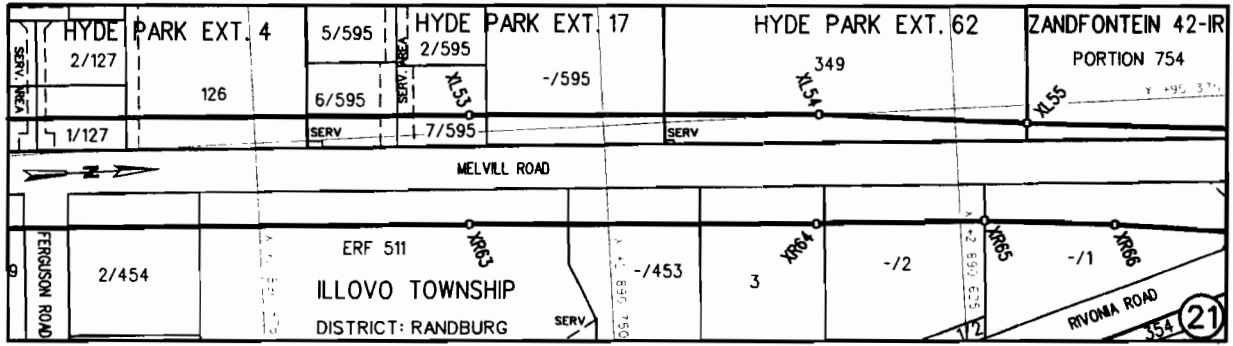 HYDE PARK EXT. 4
HYDE PARK EXT. 17
HYDE PARK EXT. 62
ZANDFONTEIN 42-IR
PORTION 754
SERV. AREA
2/127
126
1/127
5/595
6/595
SERV
SERV. AREA
2/595
XL53
7/595
-/595
SERV
349
XL54
XL55
N
MELVILL ROAD
FERGUSON ROAD
9
2/454
ERF 511
ILLOVO TOWNSHIP
DISTRICT: RANDBURG
XR63
SERV
-/453
3
XR64
-/2
XR65
1/2
-/1
XR66
RIVONIA ROAD
354
21